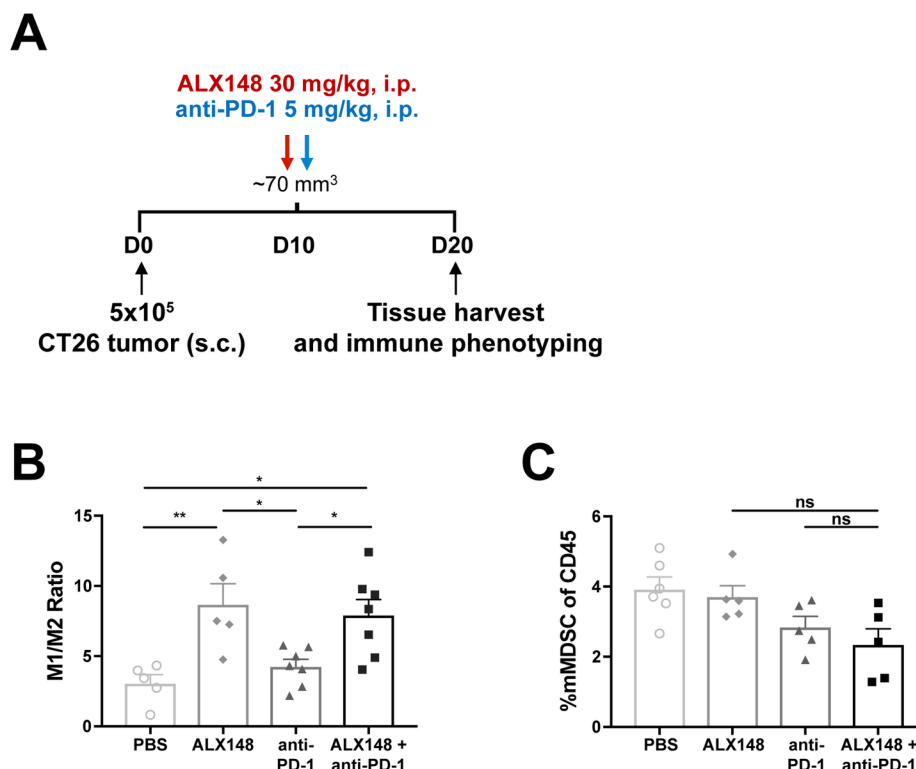 A
ALX148 30 mg/kg, i.p.
anti-PD-1 5 mg/kg, i.p.
~70 mm³
D0 D10 D20
5x10⁵
CT26 tumor (s.c.)
Tissue harvest
and immune phenotyping
B
*
** * *
M1/M2 Ratio
15
10
5
0
PBS ALX148 anti-
PD-1 ALX148 +
anti-PD-1
C
ns
ns
%mMDSC of CD45
6
4
2
0
PBS ALX148 anti-
PD-1 ALX148 +
anti-PD-1